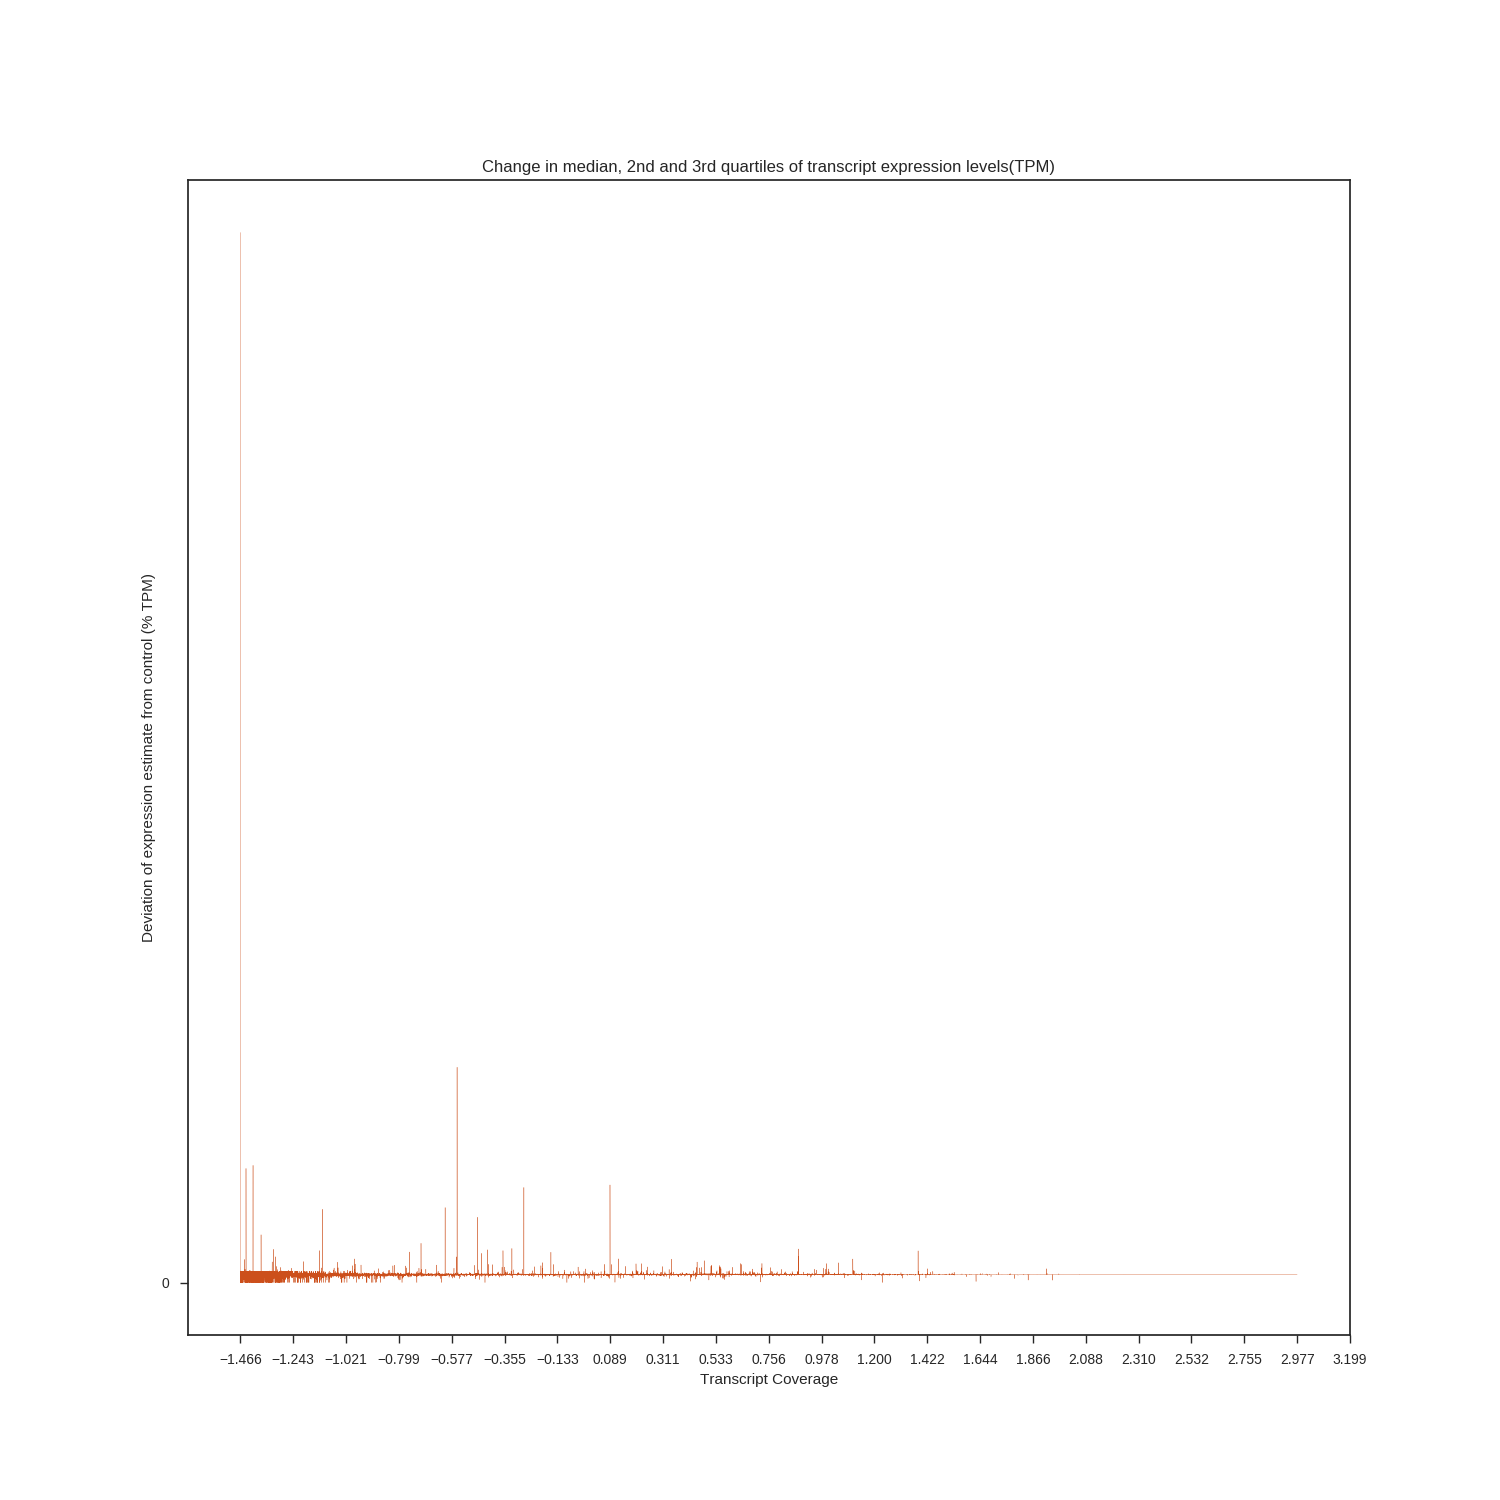 Change in median, 2nd and 3rd quartiles of transcript expression levels(TPM)
Deviation of expression estimate from control (% TPM)
0
−1.466 −1.243 −1.021 −0.799 −0.577 −0.355 −0.133 0.089 0.311 0.533 0.756 0.978 1.200 1.422 1.644 1.866 2.088 2.310 2.532 2.755 2.977 3.199
Transcript Coverage